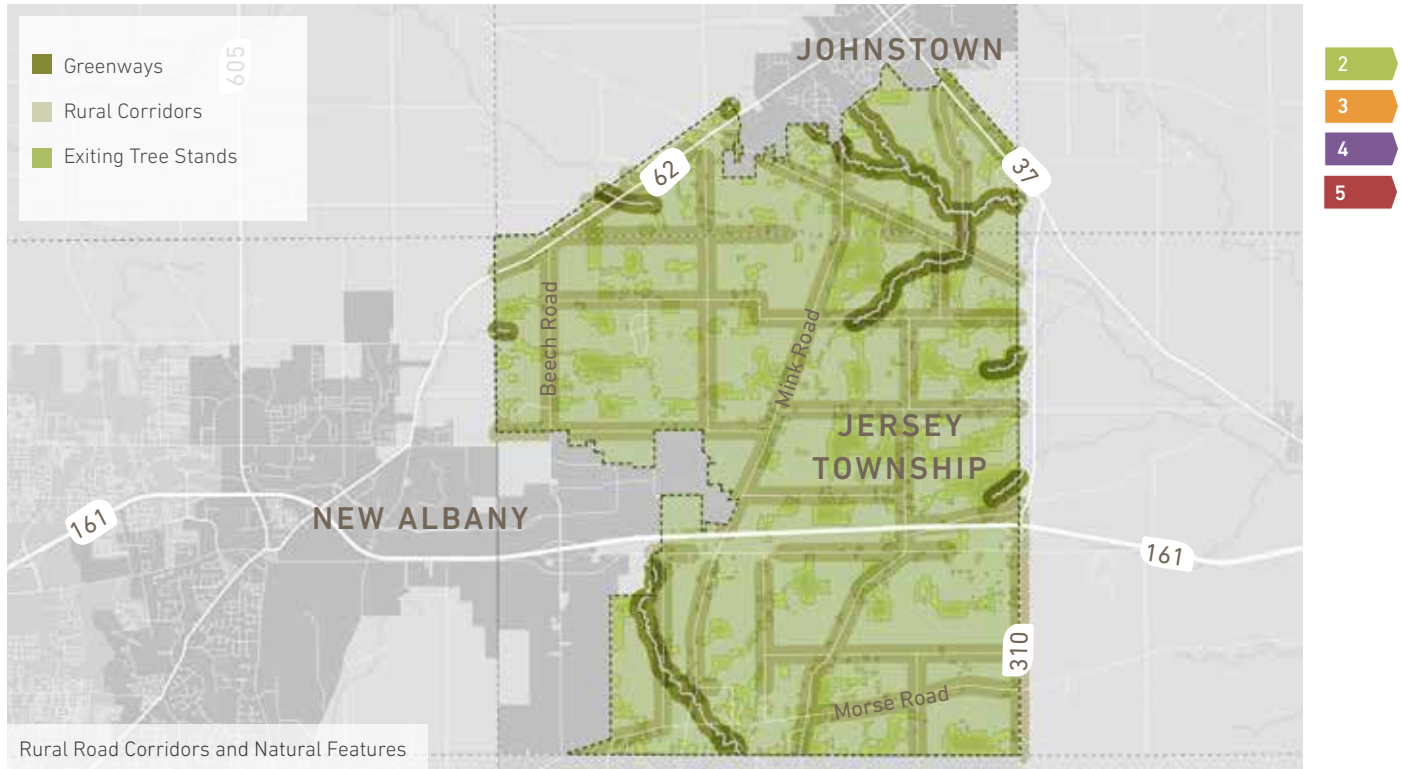 Greenways
Rural Corridors
Exiting Tree Stands
605
JOHNSTOWN
62
37
2
3
4
5
Beech Road
Mink Road
JERSEY
TOWNSHIP
NEW ALBANY
161
161
310
Morse Road
Rural Road Corridors and Natural Features